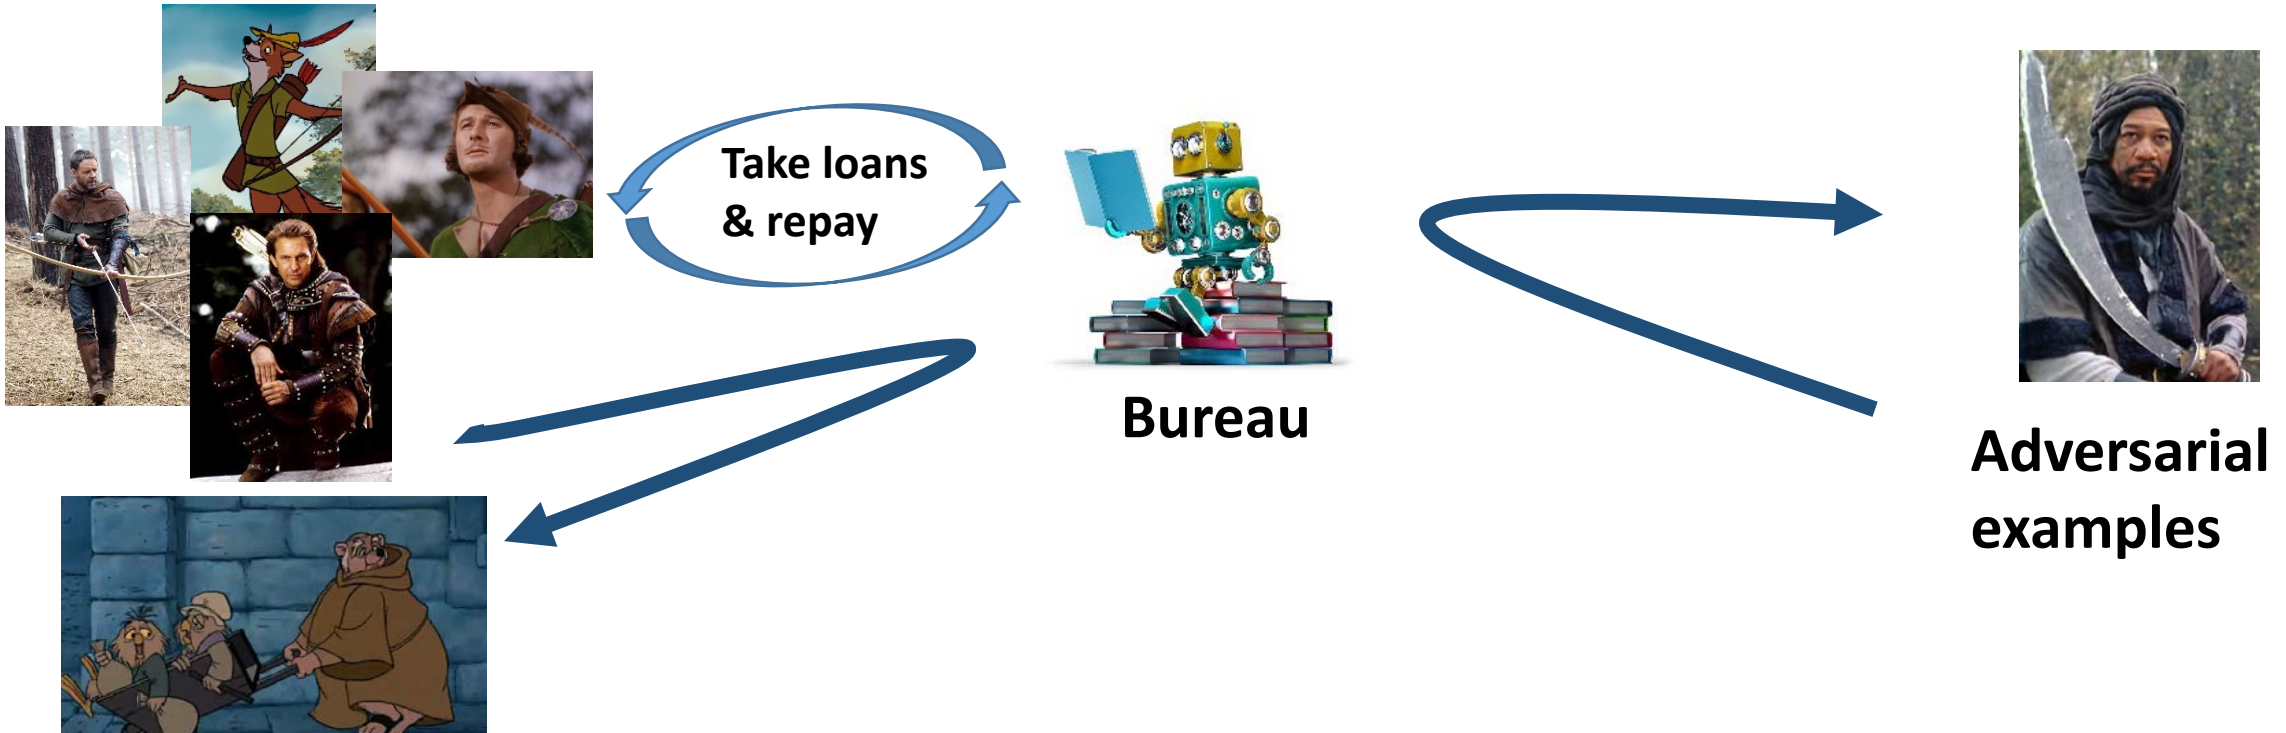 Take loans
& repay
Bureau
Adversarial
examples